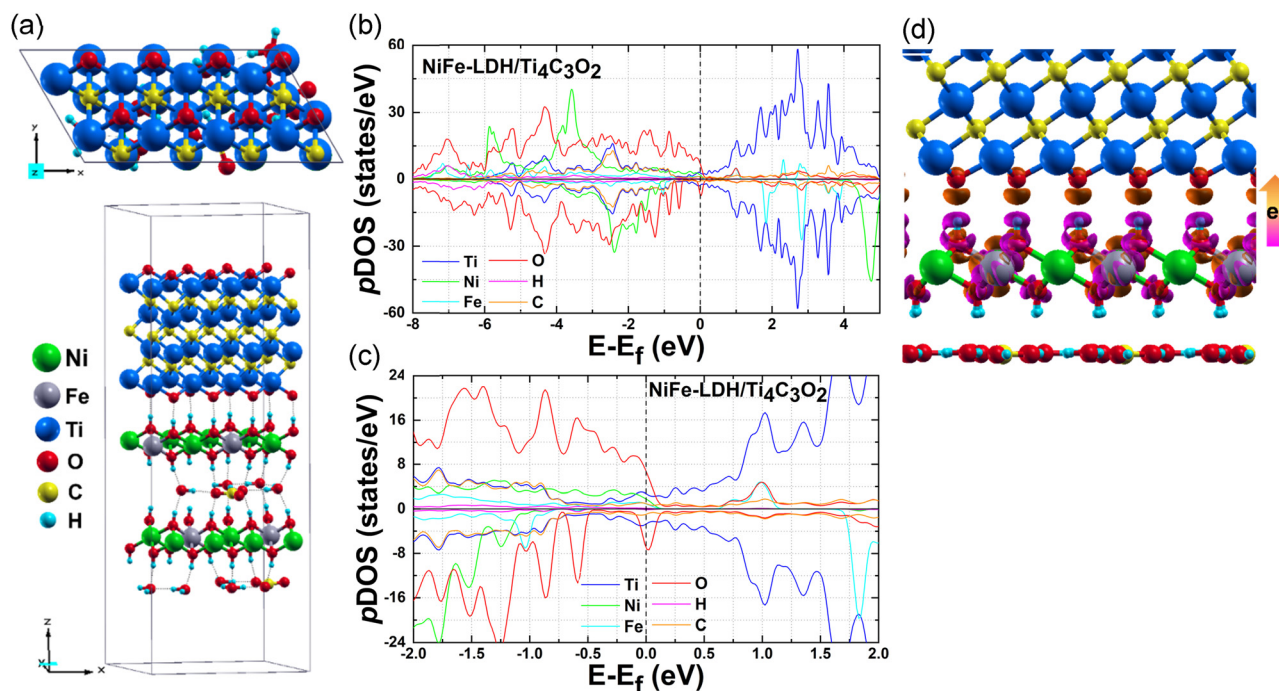 (a)
y
z
x
Ni
Fe
Ti
O
C
H
z
x
(b)
NiFe-LDH/Ti₄C₃O₂
pDOS (states/eV)
60
30
0
-30
-60
Ti O
Ni H
Fe C
-8 -6 -4 -2 0 2 4
E-E_f (eV)
(c)
NiFe-LDH/Ti₄C₃O₂
pDOS (states/eV)
24
16
8
0
-8
-16
-24
Ti O
Ni H
Fe C
-2.0 -1.5 -1.0 -0.5 0.0 0.5 1.0 1.5 2.0
E-E_f (eV)
(d)
e